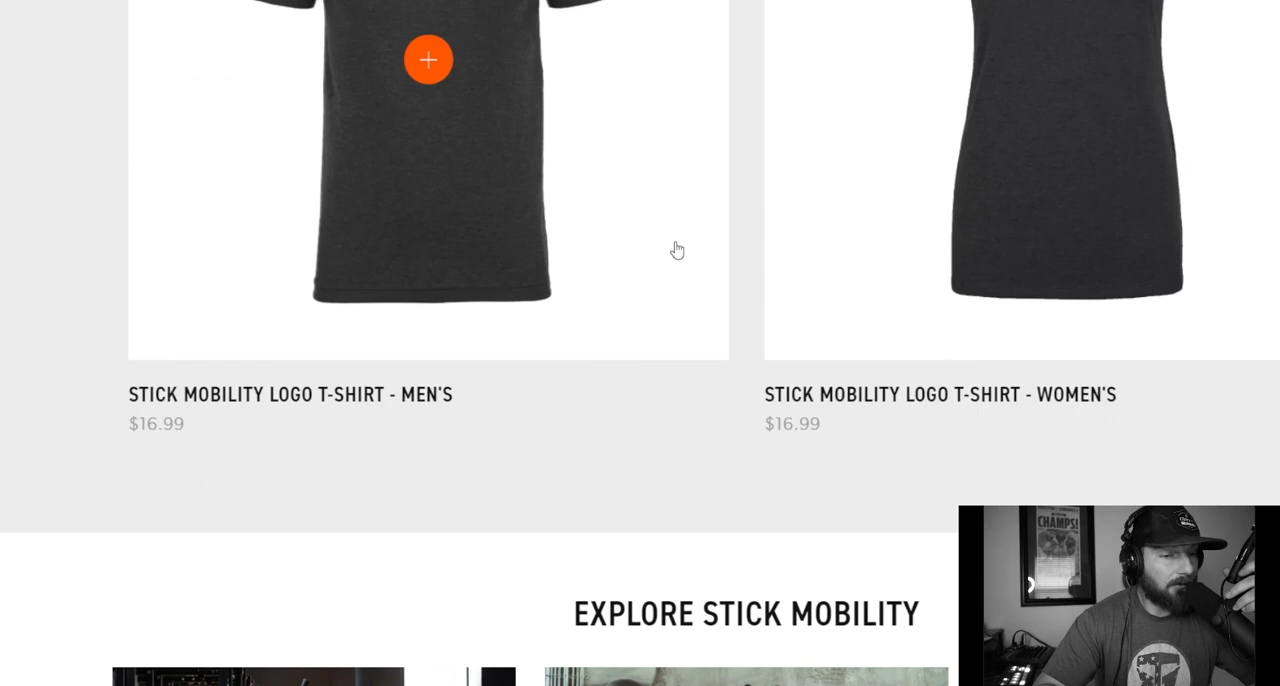 STICK MOBILITY LOGO T-SHIRT - MEN'S
$16.99
STICK MOBILITY LOGO T-SHIRT - WOMEN'S
$16.99
EXPLORE STICK MOBILITY
CHAMPS!